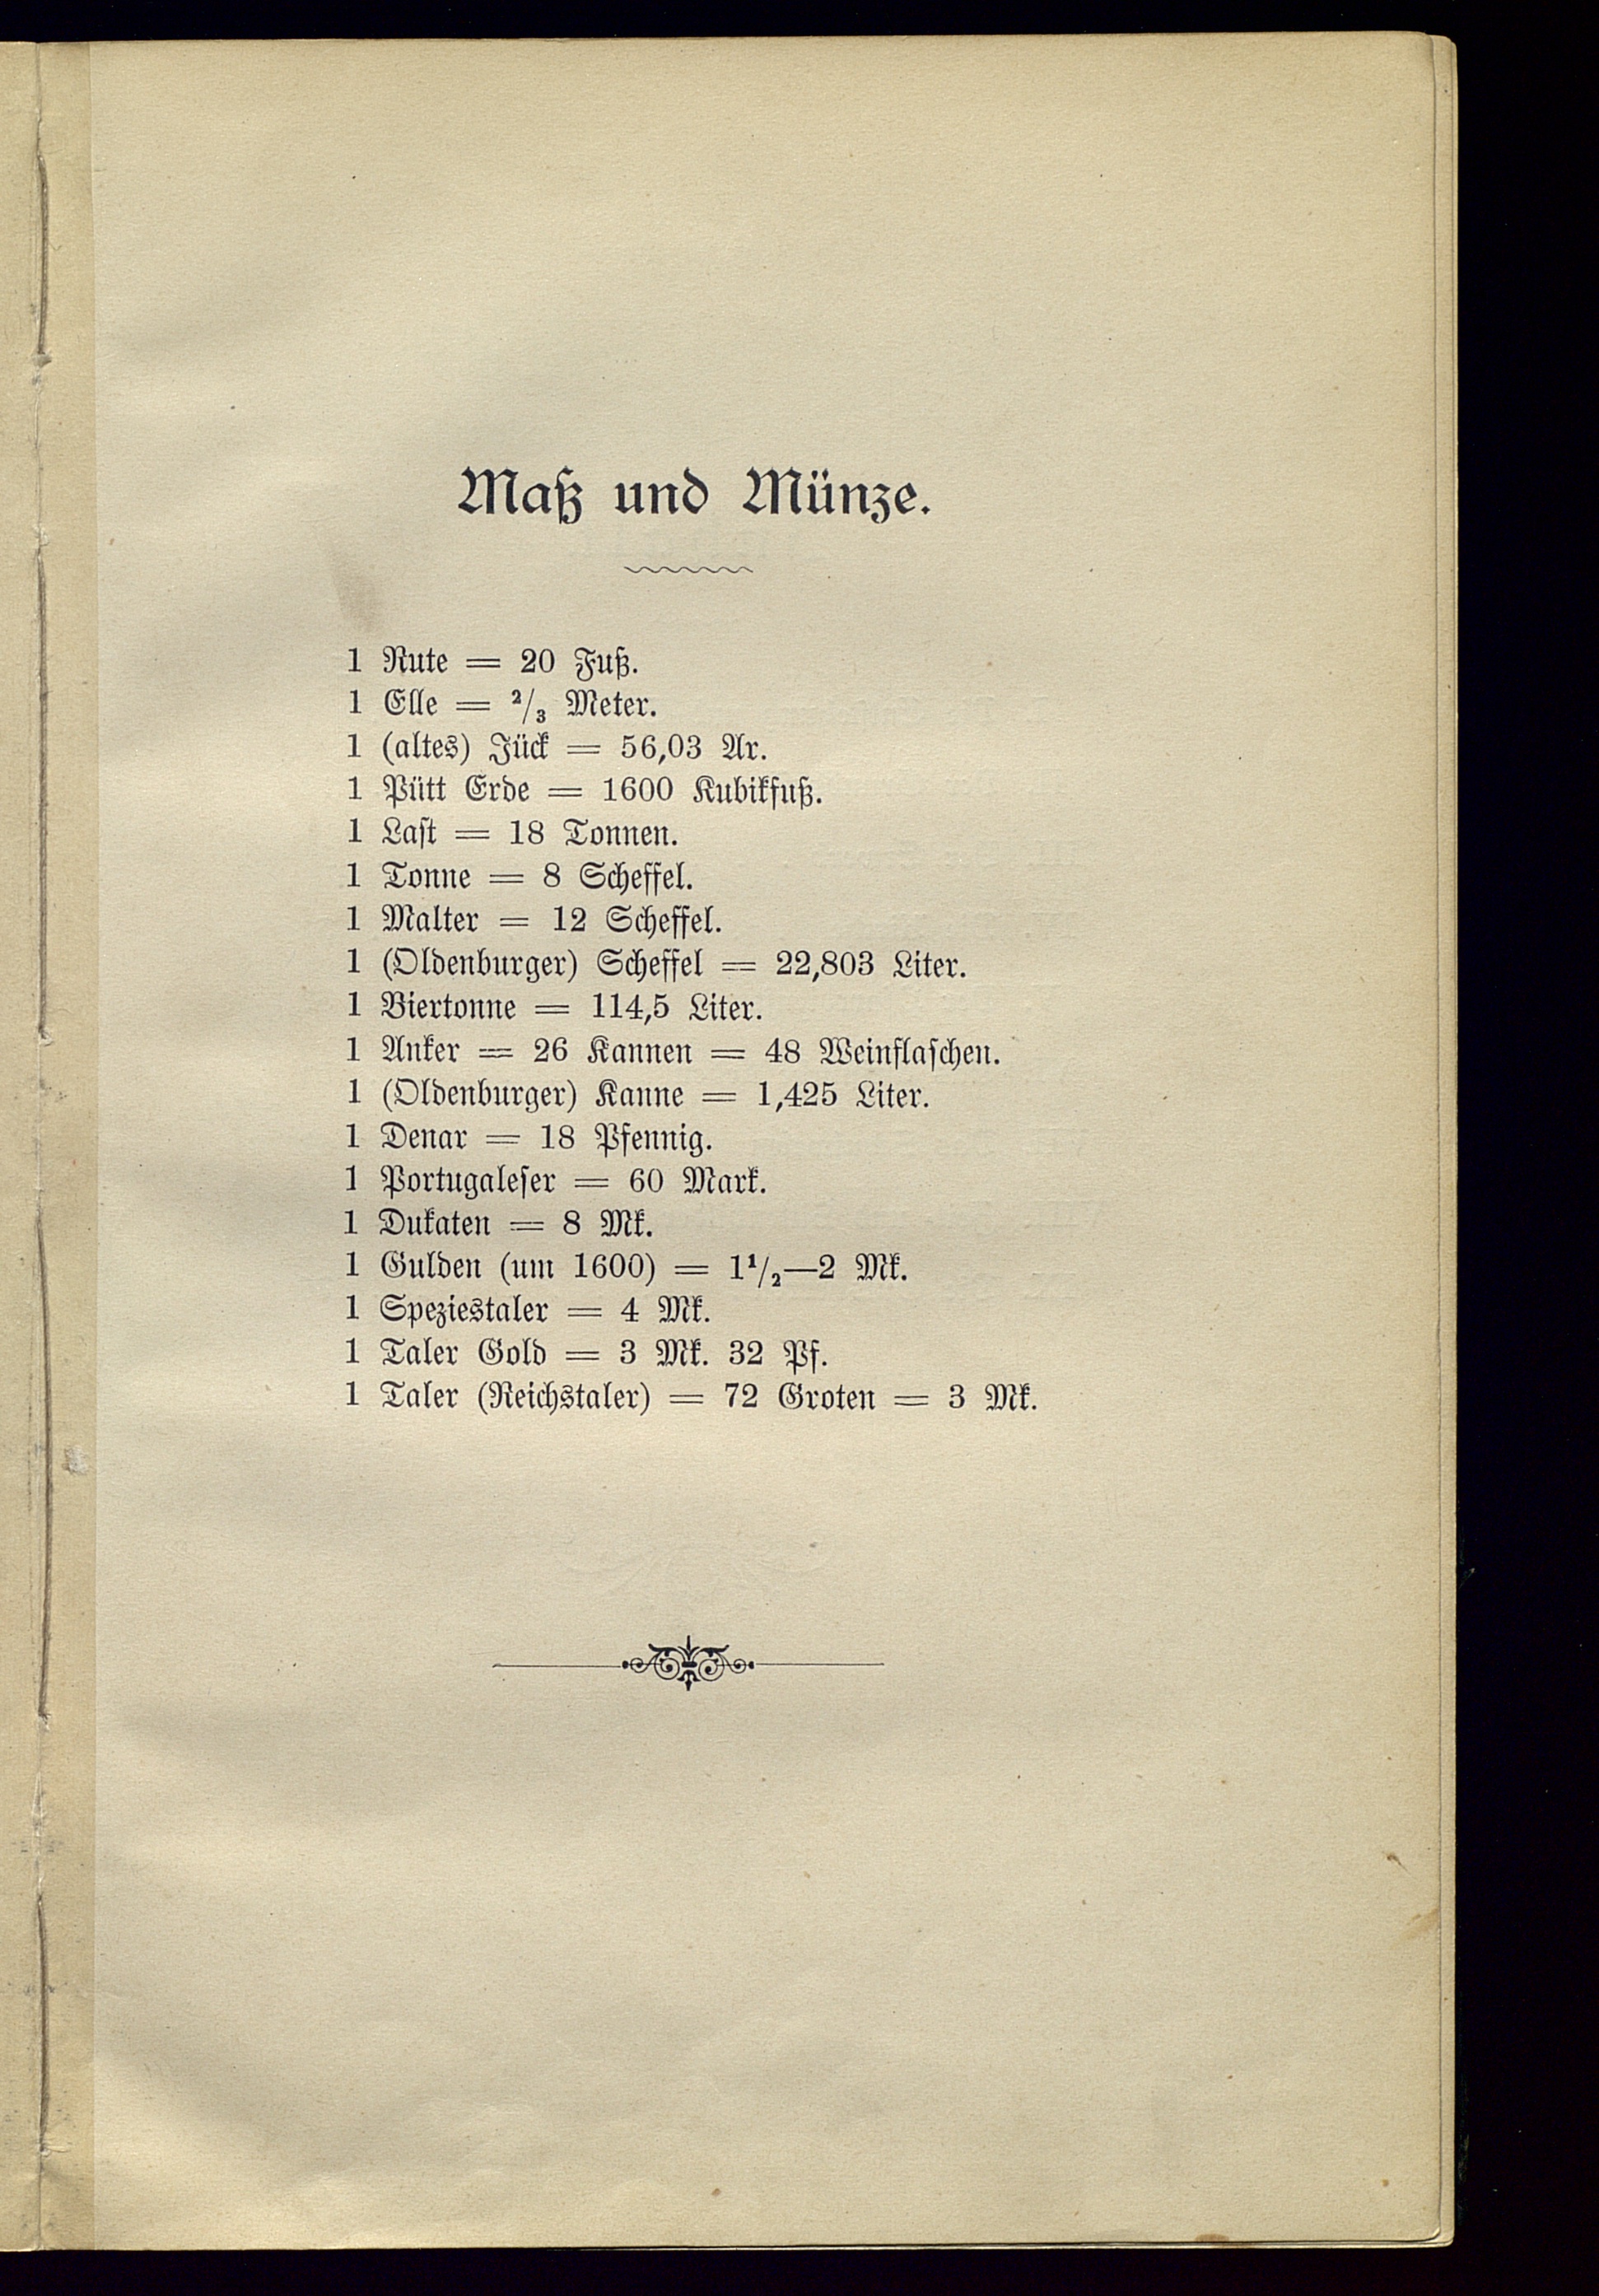 Maß und Münze.
1 Rute = 20 Fuß.
1 Elle = ²/₃ Meter.
1 (altes) Jück = 56,03 Ar.
1 Pütt Erde = 1600 Kubikfuß.
1 Laſt = 18 Tonnen.
1 Tonne = 8 Scheffel.
1 Malter = 12 Scheffel.
1 (Oldenburger) Scheffel = 22,803 Liter.
1 Biertonne = 114,5 Liter.
1 Anker = 26 Kannen = 48 Weinflaſchen.
1 (Oldenburger) Kanne = 1,425 Liter.
1 Denar = 18 Pfennig.
1 Portugaleſer = 60 Mark.
1 Dukaten = 8 Mk.
1 Gulden (um 1600) = 1¹/₂—2 Mk.
1 Speziestaler = 4 Mk.
1 Taler Gold = 3 Mk. 32 Pf.
1 Taler (Reichstaler) = 72 Groten = 3 Mk.